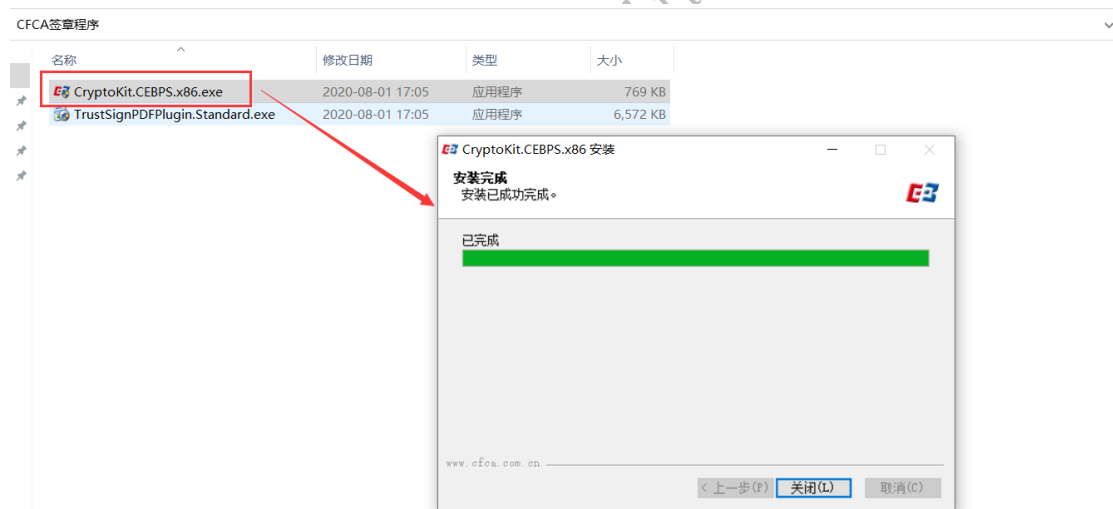 CFCA签章程序
名称 修改日期 类型 大小
CryptoKit.CEBPS.x86.exe 2020-08-01 17:05 应用程序 769 KB
TrustSignPDFPlugin.Standard.exe 2020-08-01 17:05 应用程序 6,572 KB
CryptoKit.CEBPS.x86 安装
安装完成
安装已成功完成。
已完成
www.cfca.com.cn
< 上一步(P) 关闭(L) 取消(C)